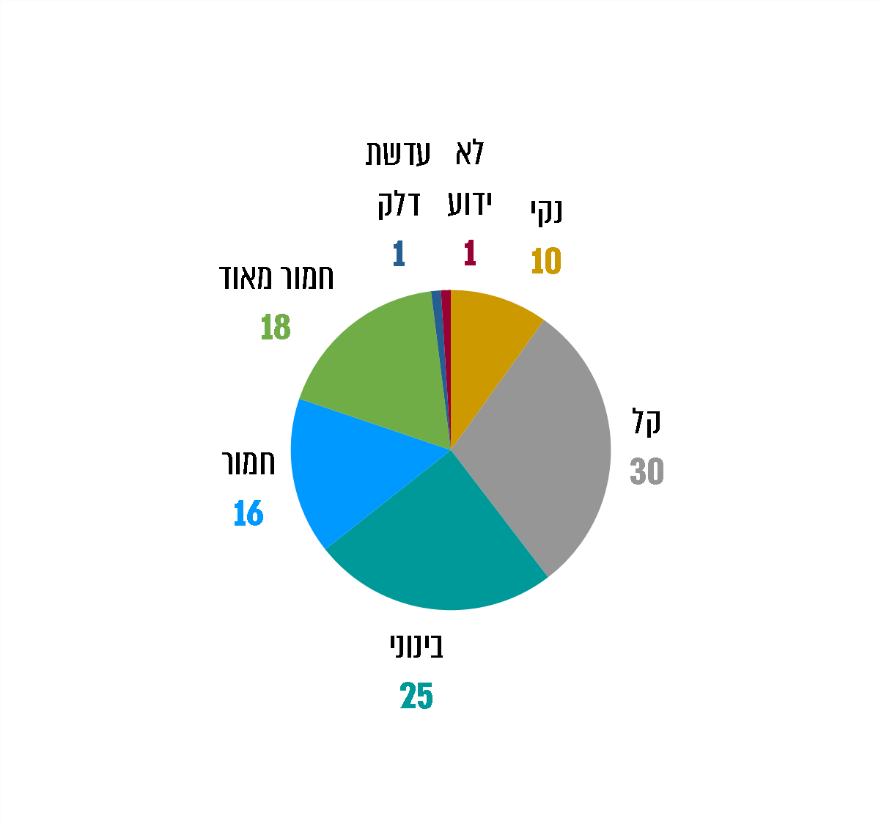 לא
ידוע
1
עדשת
דלק
1
נקי
10
חמור מאוד
18
קל
30
חמור
16
בינוני
25